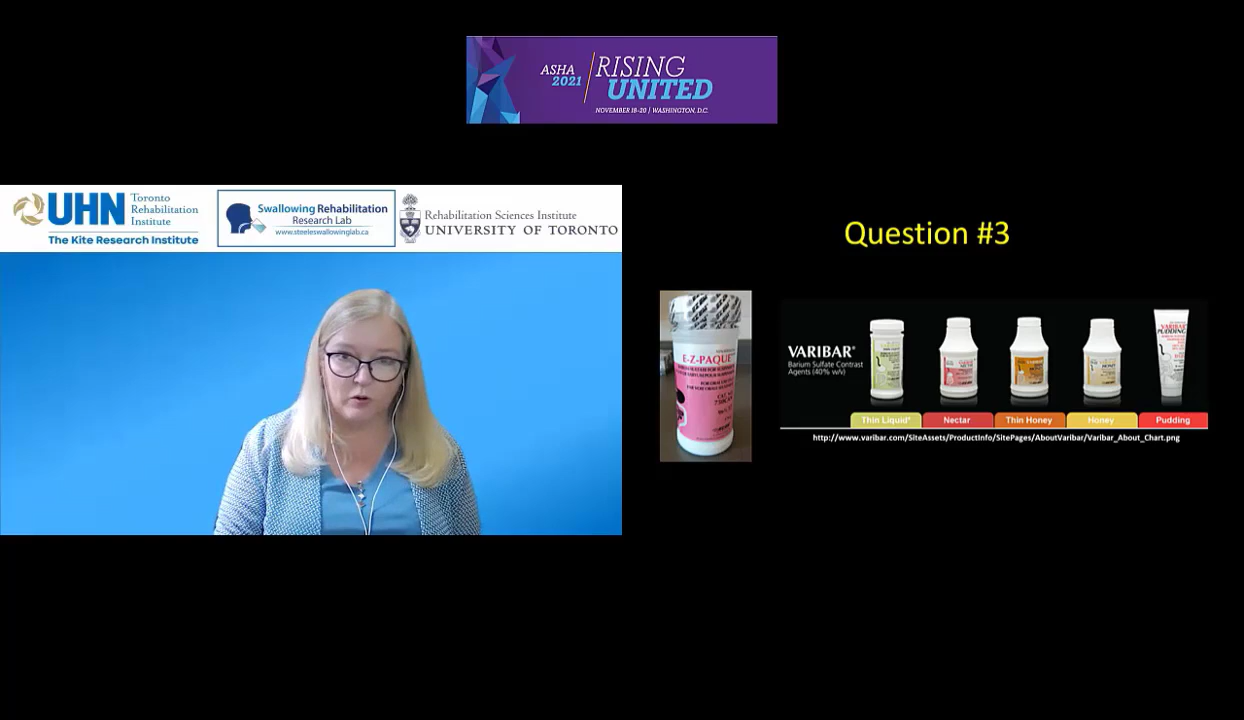 ASHA
2021
RISING
UNITED
NOVEMBER 18-20 | WASHINGTON, D.C.
UHN
Toronto
Rehabilitation
Institute
The Kite Research Institute
Swallowing Rehabilitation
Research Lab
www.steeleswallowinglab.ca
Rehabilitation Sciences Institute
UNIVERSITY OF TORONTO
Question #3
E-Z-PAQUE
VARIBAR®
Barium Sulfate Contrast
Agents (40% w/v)
VARIBAR
PUDDING
Thin Liquid*
Nectar
Thin Honey
Honey
Pudding
http://www.varibar.com/SiteAssets/ProductInfo/SitePages/AboutVaribar/Varibar_About_Chart.png